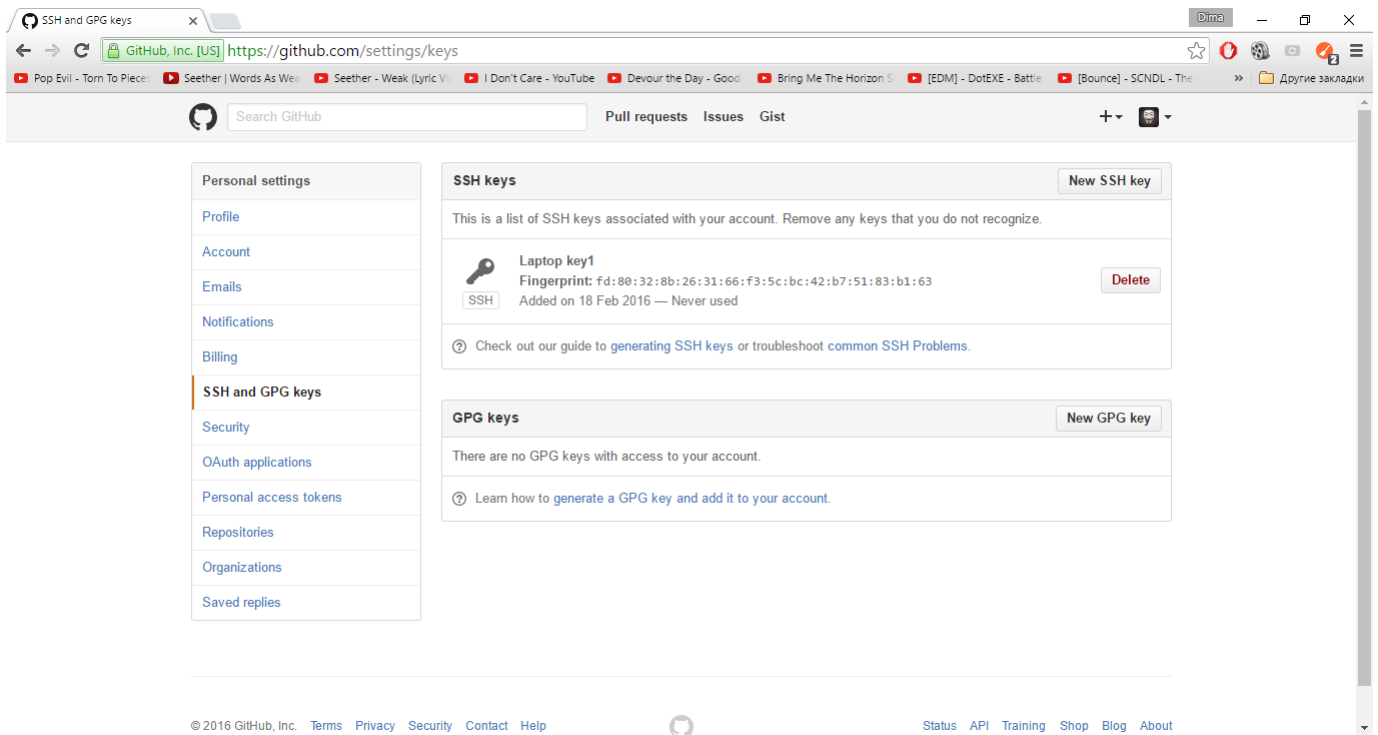 SSH and GPG keys
Dima
GitHub, Inc. [US] https://github.com/settings/keys
2
Pop Evil - Torn To Pieces Seether | Words As Wea Seether - Weak (Lyric Vi I Don't Care - YouTube Devour the Day - Good Bring Me The Horizon S [EDM] - DotEXE - Battle [Bounce] - SCNDL - The » Другие закладки
Search GitHub Pull requests Issues Gist
Personal settings
Profile
Account
Emails
Notifications
Billing
SSH and GPG keys
Security
OAuth applications
Personal access tokens
Repositories
Organizations
Saved replies
SSH keys New SSH key
This is a list of SSH keys associated with your account. Remove any keys that you do not recognize.
Laptop key1
Fingerprint: fd:80:32:8b:26:31:66:f3:5c:bc:42:b7:51:83:b1:63
SSH Added on 18 Feb 2016 — Never used
Delete
Check out our guide to generating SSH keys or troubleshoot common SSH Problems.
GPG keys New GPG key
There are no GPG keys with access to your account.
Learn how to generate a GPG key and add it to your account.
© 2016 GitHub, Inc. Terms Privacy Security Contact Help Status API Training Shop Blog About